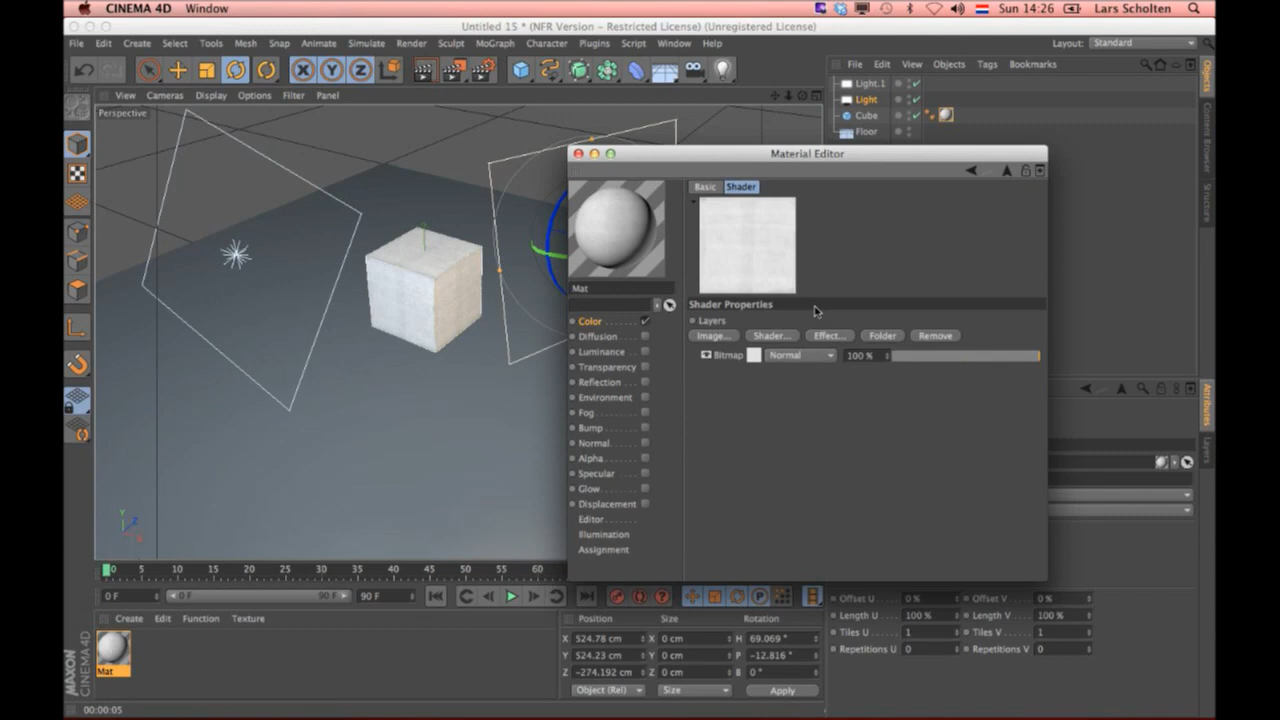 CINEMA 4D Window Sun 14:26 Lars Scholten
Untitled 15 * (NFR Version - Restricted License) (Unregistered License)
File Edit Create Select Tools Mesh Snap Animate Simulate Render Sculpt MoGraph Character Plugins Script Window Help Layout: Standard
X Y Z
File Edit View Objects Tags Bookmarks
View Cameras Display Options Filter Panel
Perspective
Light.1
Light
Cube
Floor
Objects
Content Browser
Structure
Material Editor
Basic Shader
Mat
Shader Properties
Layers
Image... Shader... Effect... Folder Remove
Bitmap Normal 100 %
Color
Diffusion
Luminance
Transparency
Reflection
Environment
Fog
Bump
Normal
Alpha
Specular
Glow
Displacement
Editor
Illumination
Assignment
Attributes
Layers
Y Z
0 5 10 15 20 25 30 35 40 45 50 55 60
0 F 0 F 90 F 90 F
P
Offset U 0 % Offset V 0 %
Length U 100 % Length V 100 %
Tiles U 1 Tiles V 1
Repetitions U 0 Repetitions V 0
Create Edit Function Texture
Mat
Position Size Rotation
X 524.78 cm X 0 cm H 69.069 °
Y 524.23 cm Y 0 cm P -12.816 °
Z -274.192 cm Z 0 cm B 0 °
Object (Rel) Size Apply
MAXON
CINEMA 4D
00:00:05